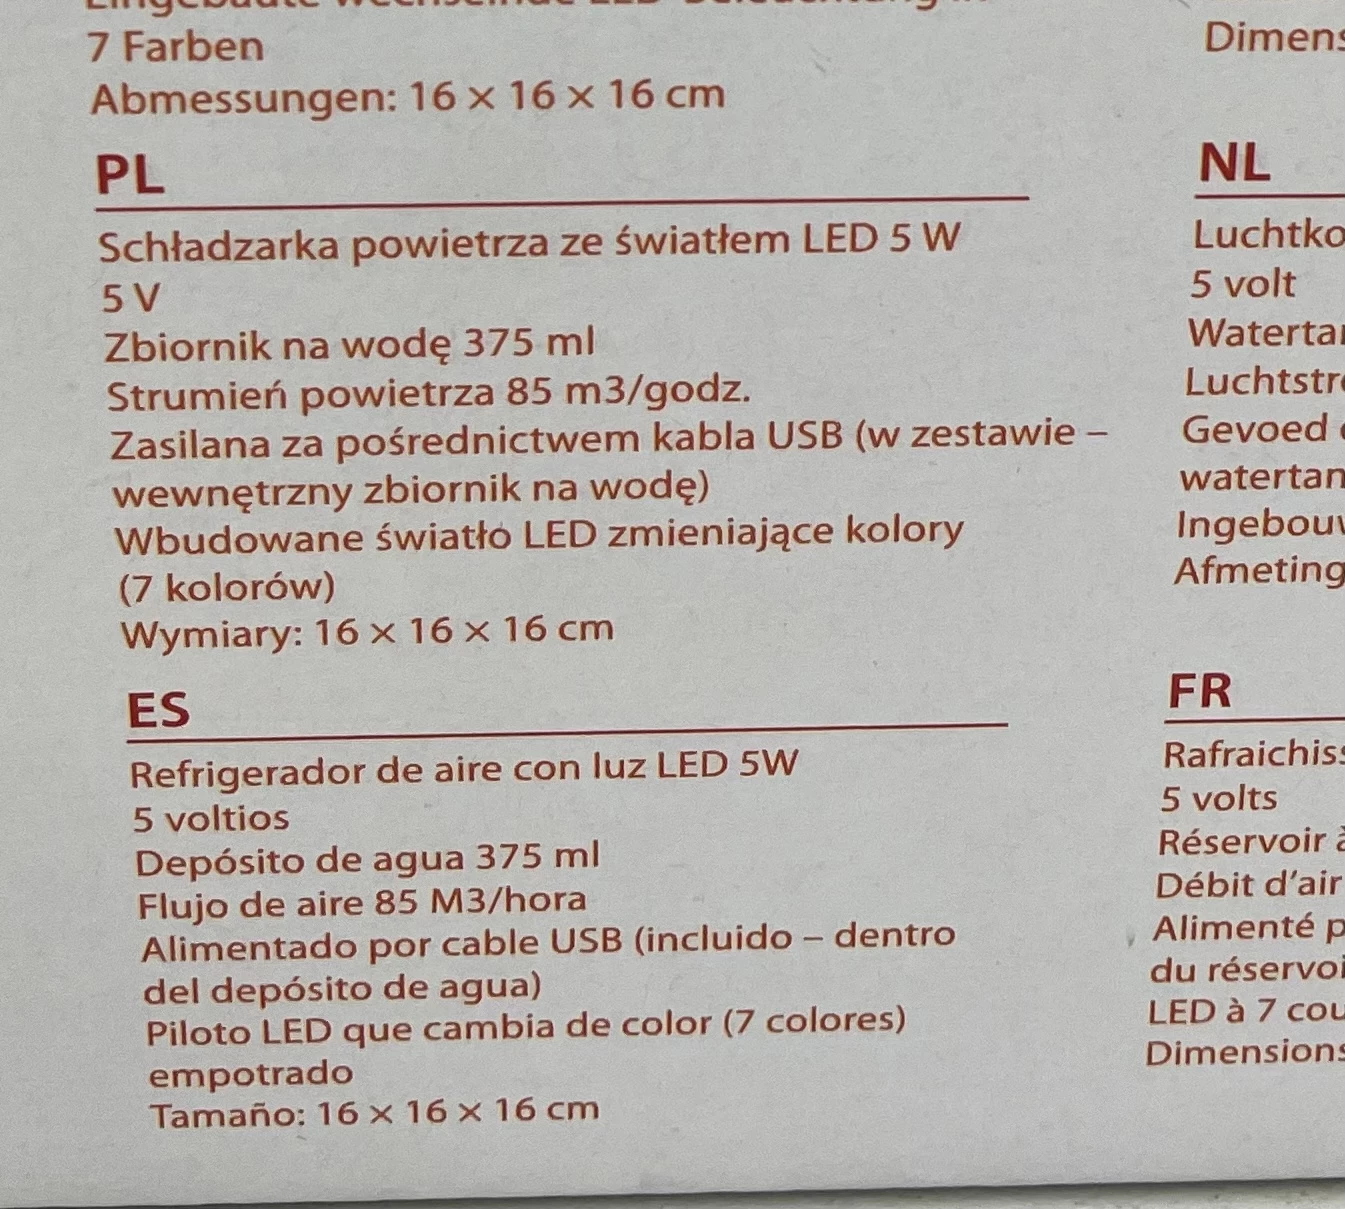 7 Farben
Abmessungen: 16 × 16 × 16 cm
PL
Schładzarka powietrza ze światłem LED 5 W
5 V
Zbiornik na wodę 375 ml
Strumień powietrza 85 m3/godz.
Zasilana za pośrednictwem kabla USB (w zestawie –
wewnętrzny zbiornik na wodę)
Wbudowane światło LED zmieniające kolory
(7 kolorów)
Wymiary: 16 × 16 × 16 cm
ES
Refrigerador de aire con luz LED 5W
5 voltios
Depósito de agua 375 ml
Flujo de aire 85 M3/hora
Alimentado por cable USB (incluido – dentro
del depósito de agua)
Piloto LED que cambia de color (7 colores)
empotrado
Tamaño: 16 × 16 × 16 cm
NL
5 volt
Gevoed
FR
5 volts
Réservoir
Débit d'air
Alimenté
LED à 7
Dimensions